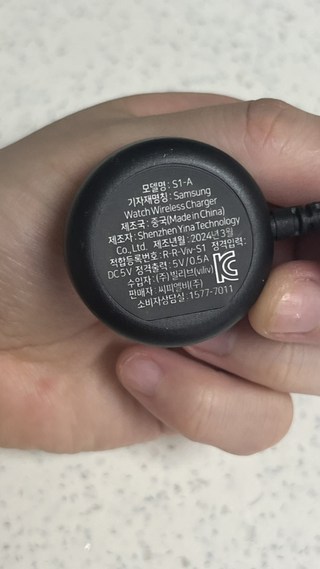 모델명 : S1-A
기자재명칭 : Samsung
Watch Wireless Charger
제조국 : 중국(Made in China)
제조자 : Shenzhen Yina Technology
Co., Ltd. 제조년월 : 2024년 3월
적합등록번호 : R-R-Viv-S1 정격입력 :
DC 5V 정격출력 : 5V / 0.5A
수입자 : (주)빌리브(viliv)
판매자 : 씨피엔비(주)
소비자상담실 : 1577-7011